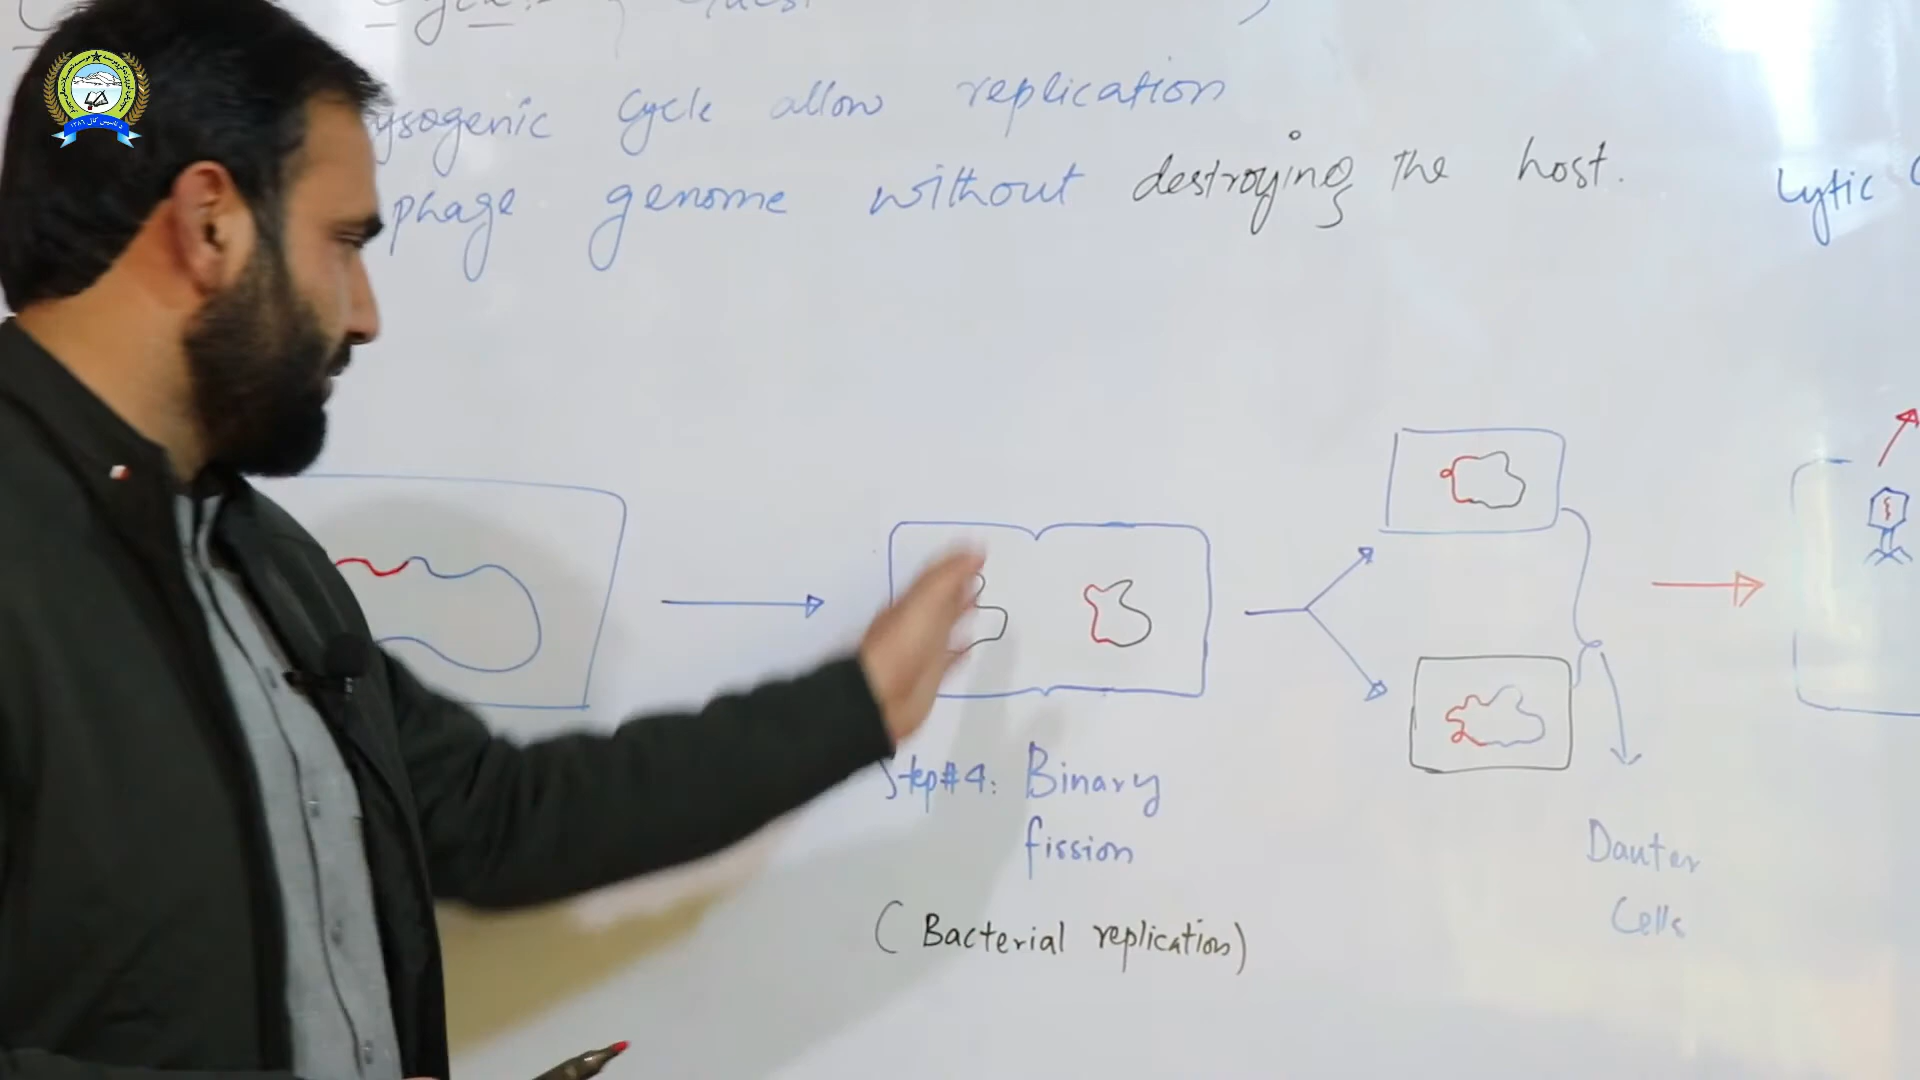 ysogenic Cycle allow replication
phage genome without destroying the host.
Lytic
Step#4: Binary
fission
(Bacterial replication)
Dauter
Cells